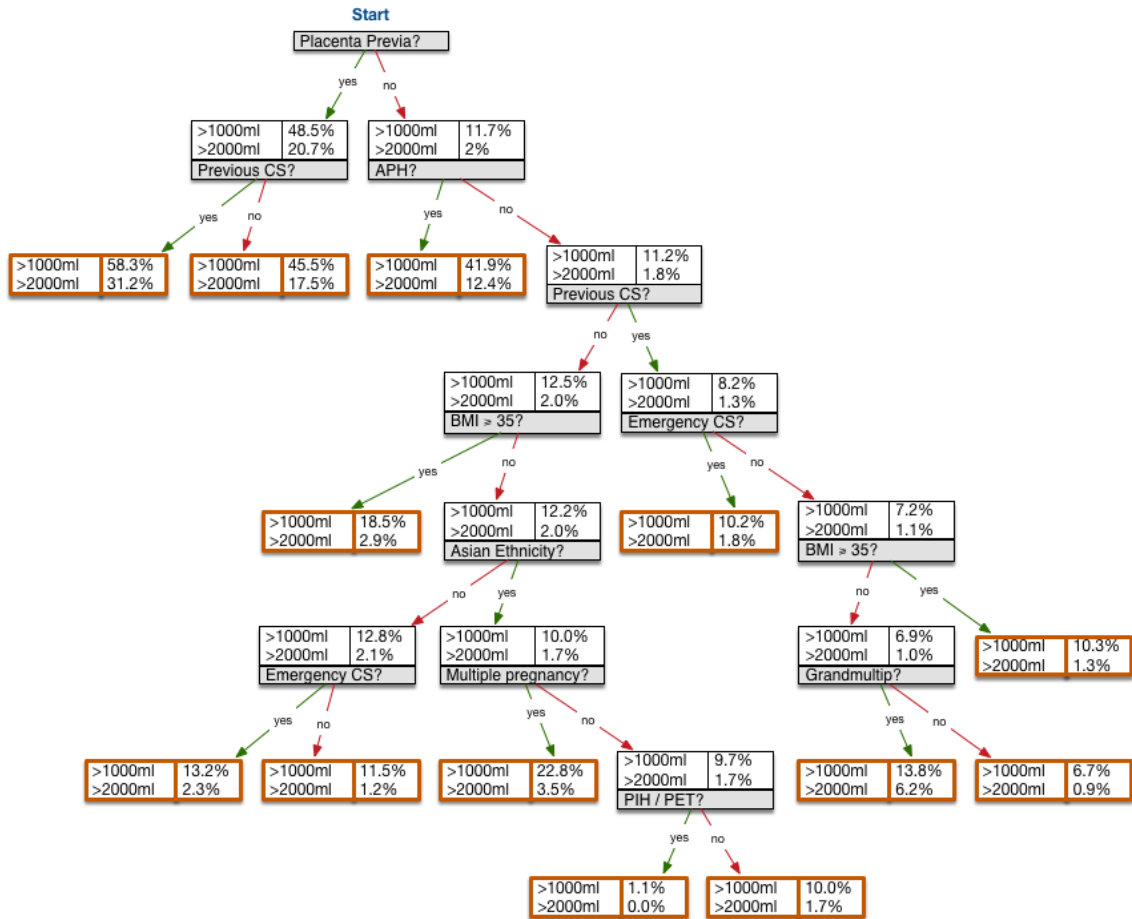 Start
Placenta Previa?
yes
no
>1000ml 48.5%
>2000ml 20.7%
Previous CS?
>1000ml 11.7%
>2000ml 2%
APH?
yes
no
yes
no
>1000ml 58.3%
>2000ml 31.2%
>1000ml 45.5%
>2000ml 17.5%
>1000ml 41.9%
>2000ml 12.4%
>1000ml 11.2%
>2000ml 1.8%
Previous CS?
no
yes
>1000ml 12.5%
>2000ml 2.0%
BMI ⩾ 35?
>1000ml 8.2%
>2000ml 1.3%
Emergency CS?
yes
no
yes
no
>1000ml 18.5%
>2000ml 2.9%
>1000ml 12.2%
>2000ml 2.0%
Asian Ethnicity?
>1000ml 10.2%
>2000ml 1.8%
>1000ml 7.2%
>2000ml 1.1%
BMI ⩾ 35?
no
yes
no
yes
>1000ml 12.8%
>2000ml 2.1%
Emergency CS?
>1000ml 10.0%
>2000ml 1.7%
Multiple pregnancy?
>1000ml 6.9%
>2000ml 1.0%
Grandmultip?
>1000ml 10.3%
>2000ml 1.3%
yes
no
yes
no
yes
no
>1000ml 13.2%
>2000ml 2.3%
>1000ml 11.5%
>2000ml 1.2%
>1000ml 22.8%
>2000ml 3.5%
>1000ml 9.7%
>2000ml 1.7%
PIH / PET?
>1000ml 13.8%
>2000ml 6.2%
>1000ml 6.7%
>2000ml 0.9%
yes
no
>1000ml 1.1%
>2000ml 0.0%
>1000ml 10.0%
>2000ml 1.7%